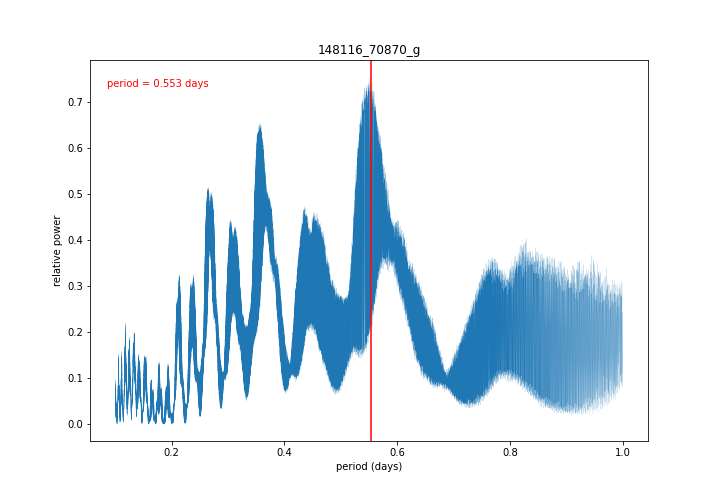 148116_70870_g
period = 0.553 days
relative power
0.7
0.6
0.5
0.4
0.3
0.2
0.1
0.0
0.2 0.4 0.6 0.8 1.0
period (days)